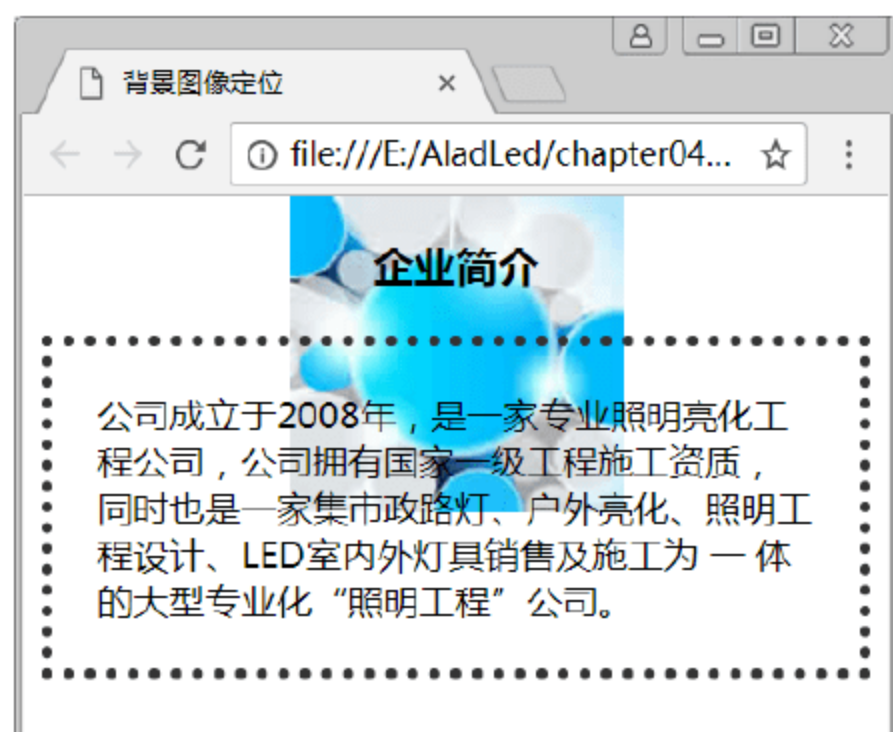 背景图像定位
file:///E:/AladLed/chapter04...
企业简介
公司成立于2008年，是一家专业照明亮化工
程公司，公司拥有国家一级工程施工资质，
同时也是一家集市政路灯、户外亮化、照明工
程设计、LED室内外灯具销售及施工为 一 体
的大型专业化“照明工程”公司。